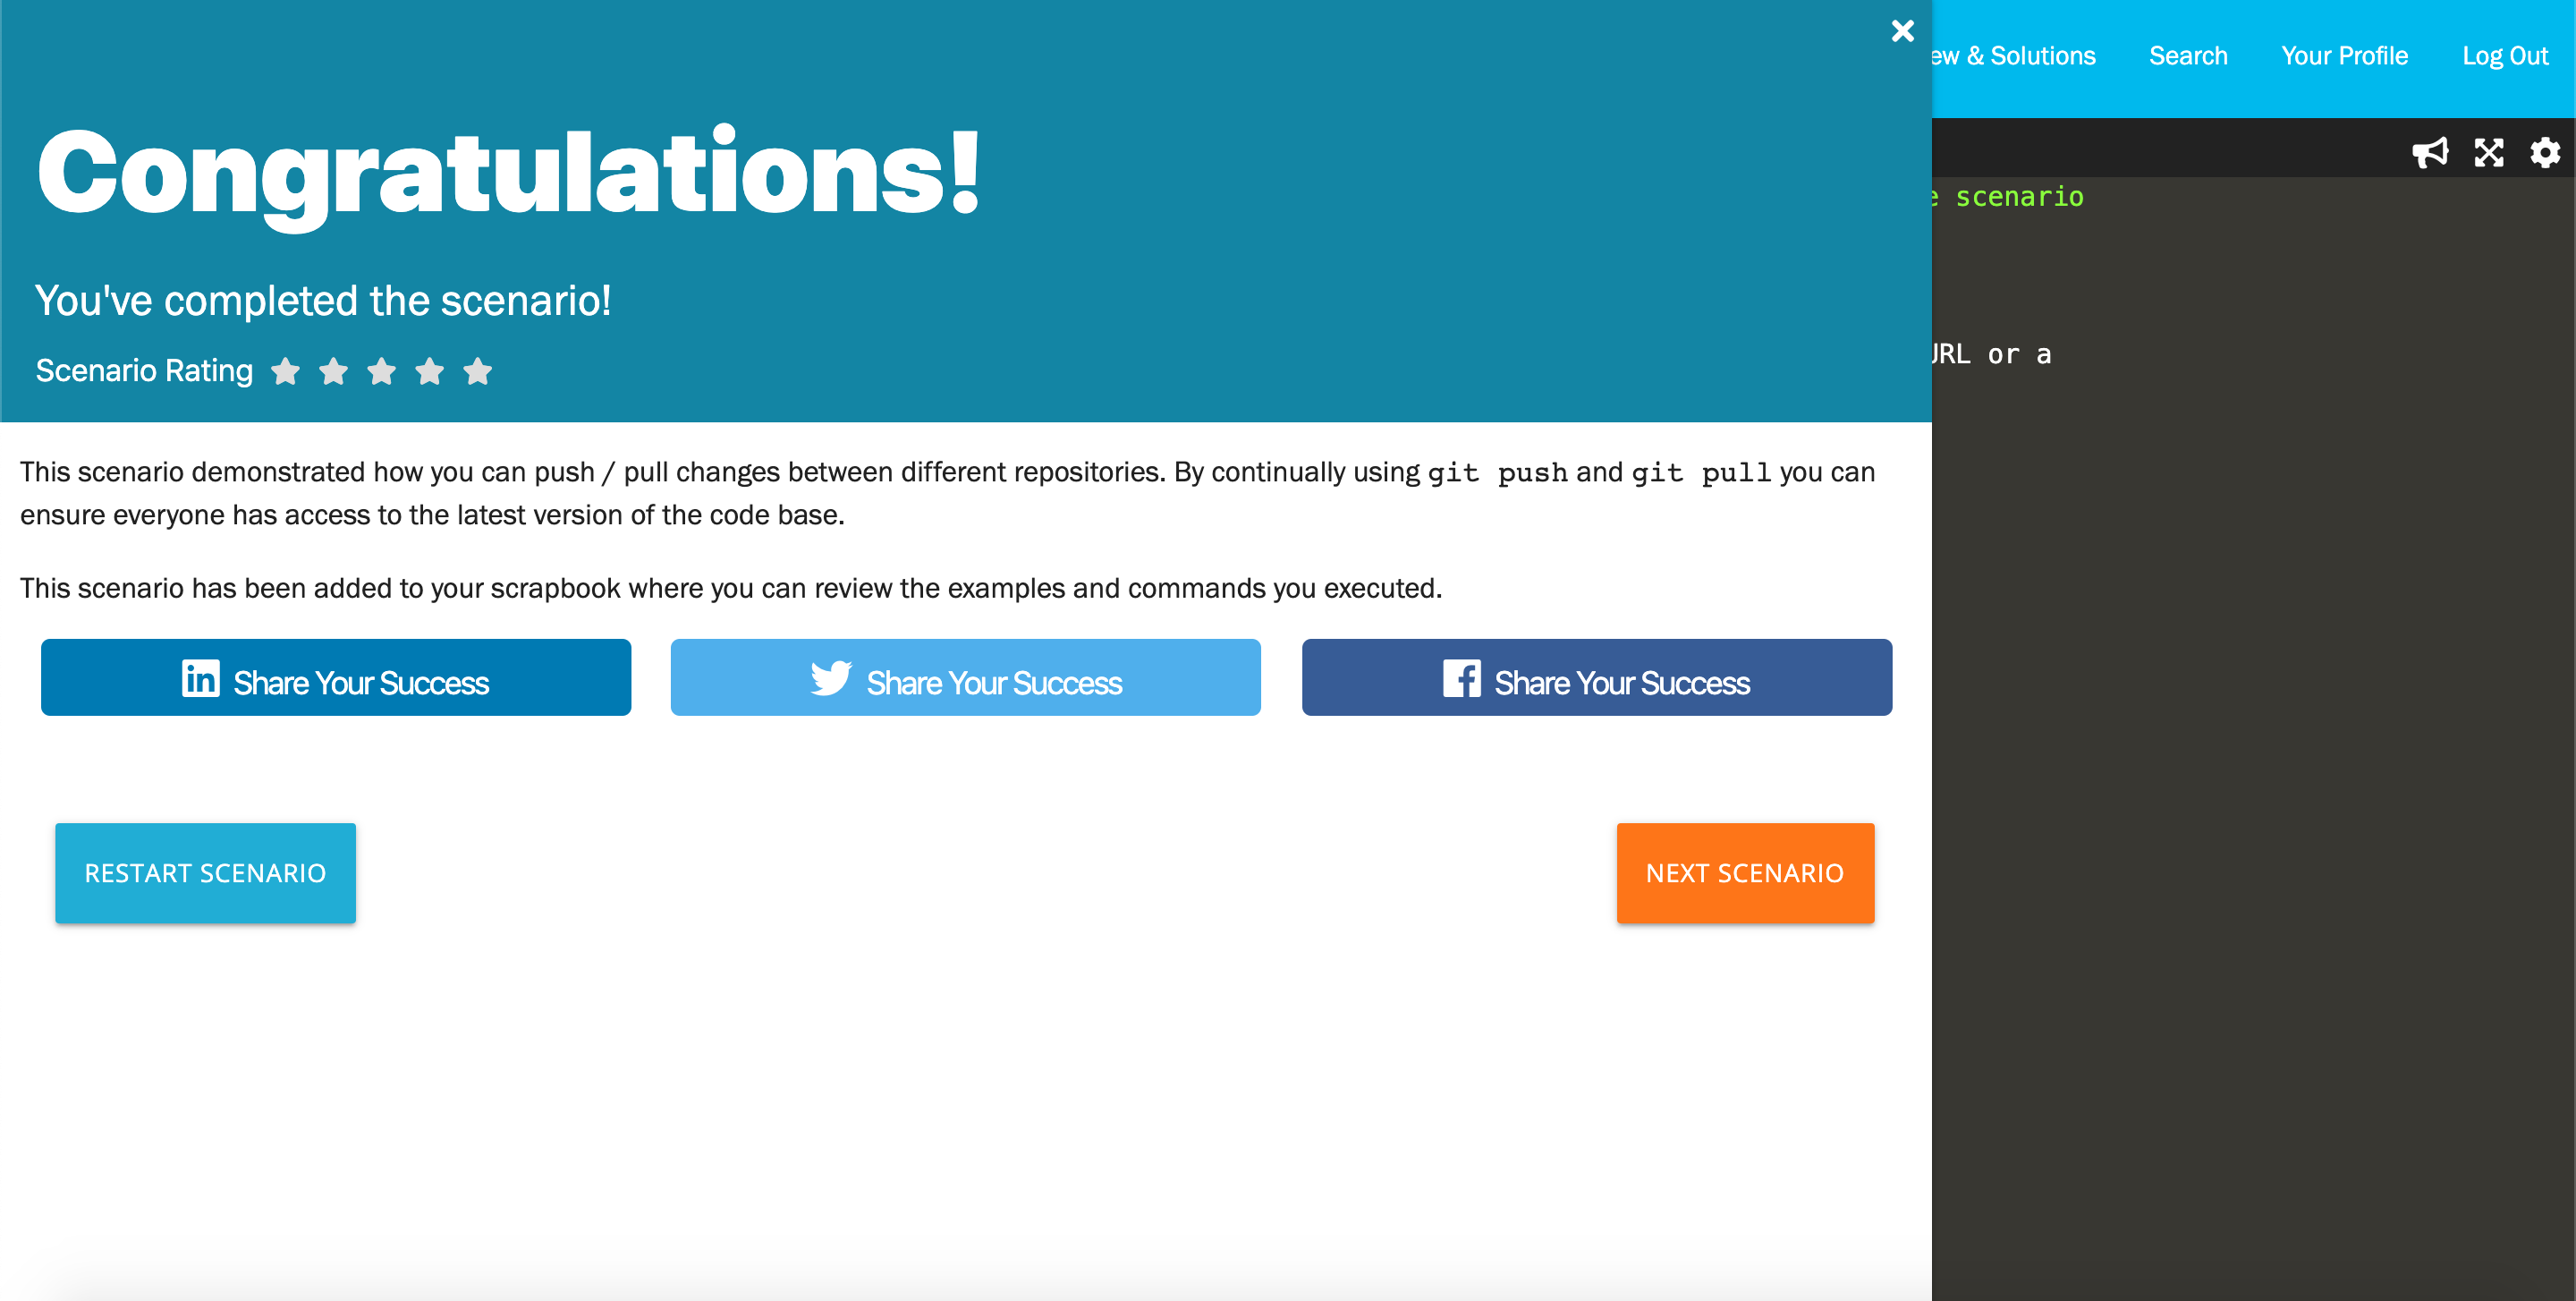 & Solutions Search Your Profile Log Out
scenario
or a
Congratulations!
You've completed the scenario!
Scenario Rating
This scenario demonstrated how you can push / pull changes between different repositories. By continually using git push and git pull you can
ensure everyone has access to the latest version of the code base.
This scenario has been added to your scrapbook where you can review the examples and commands you executed.
Share Your Success
Share Your Success
Share Your Success
RESTART SCENARIO
NEXT SCENARIO